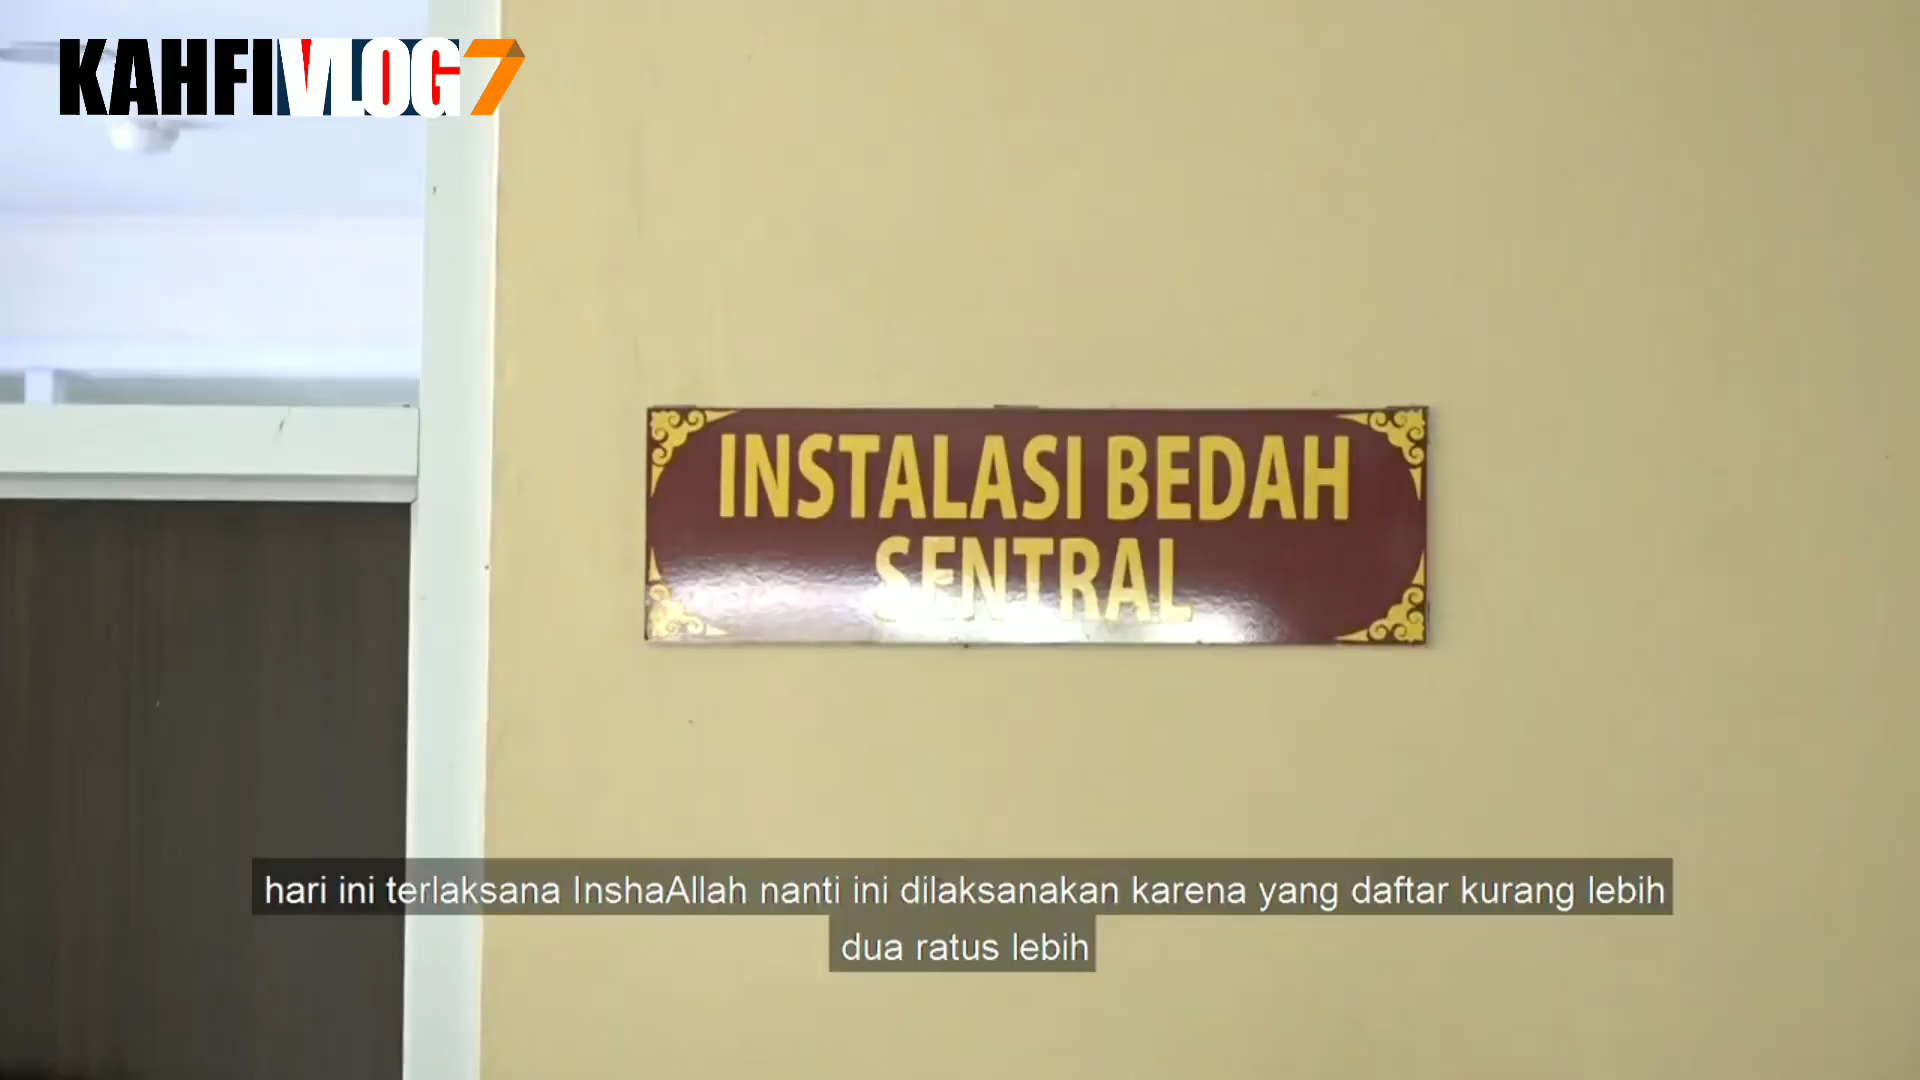 KAHFIVLOG7
INSTALASI BEDAH
SENTRAL
hari ini terlaksana InshaAllah nanti ini dilaksanakan karena yang daftar kurang lebih
dua ratus lebih